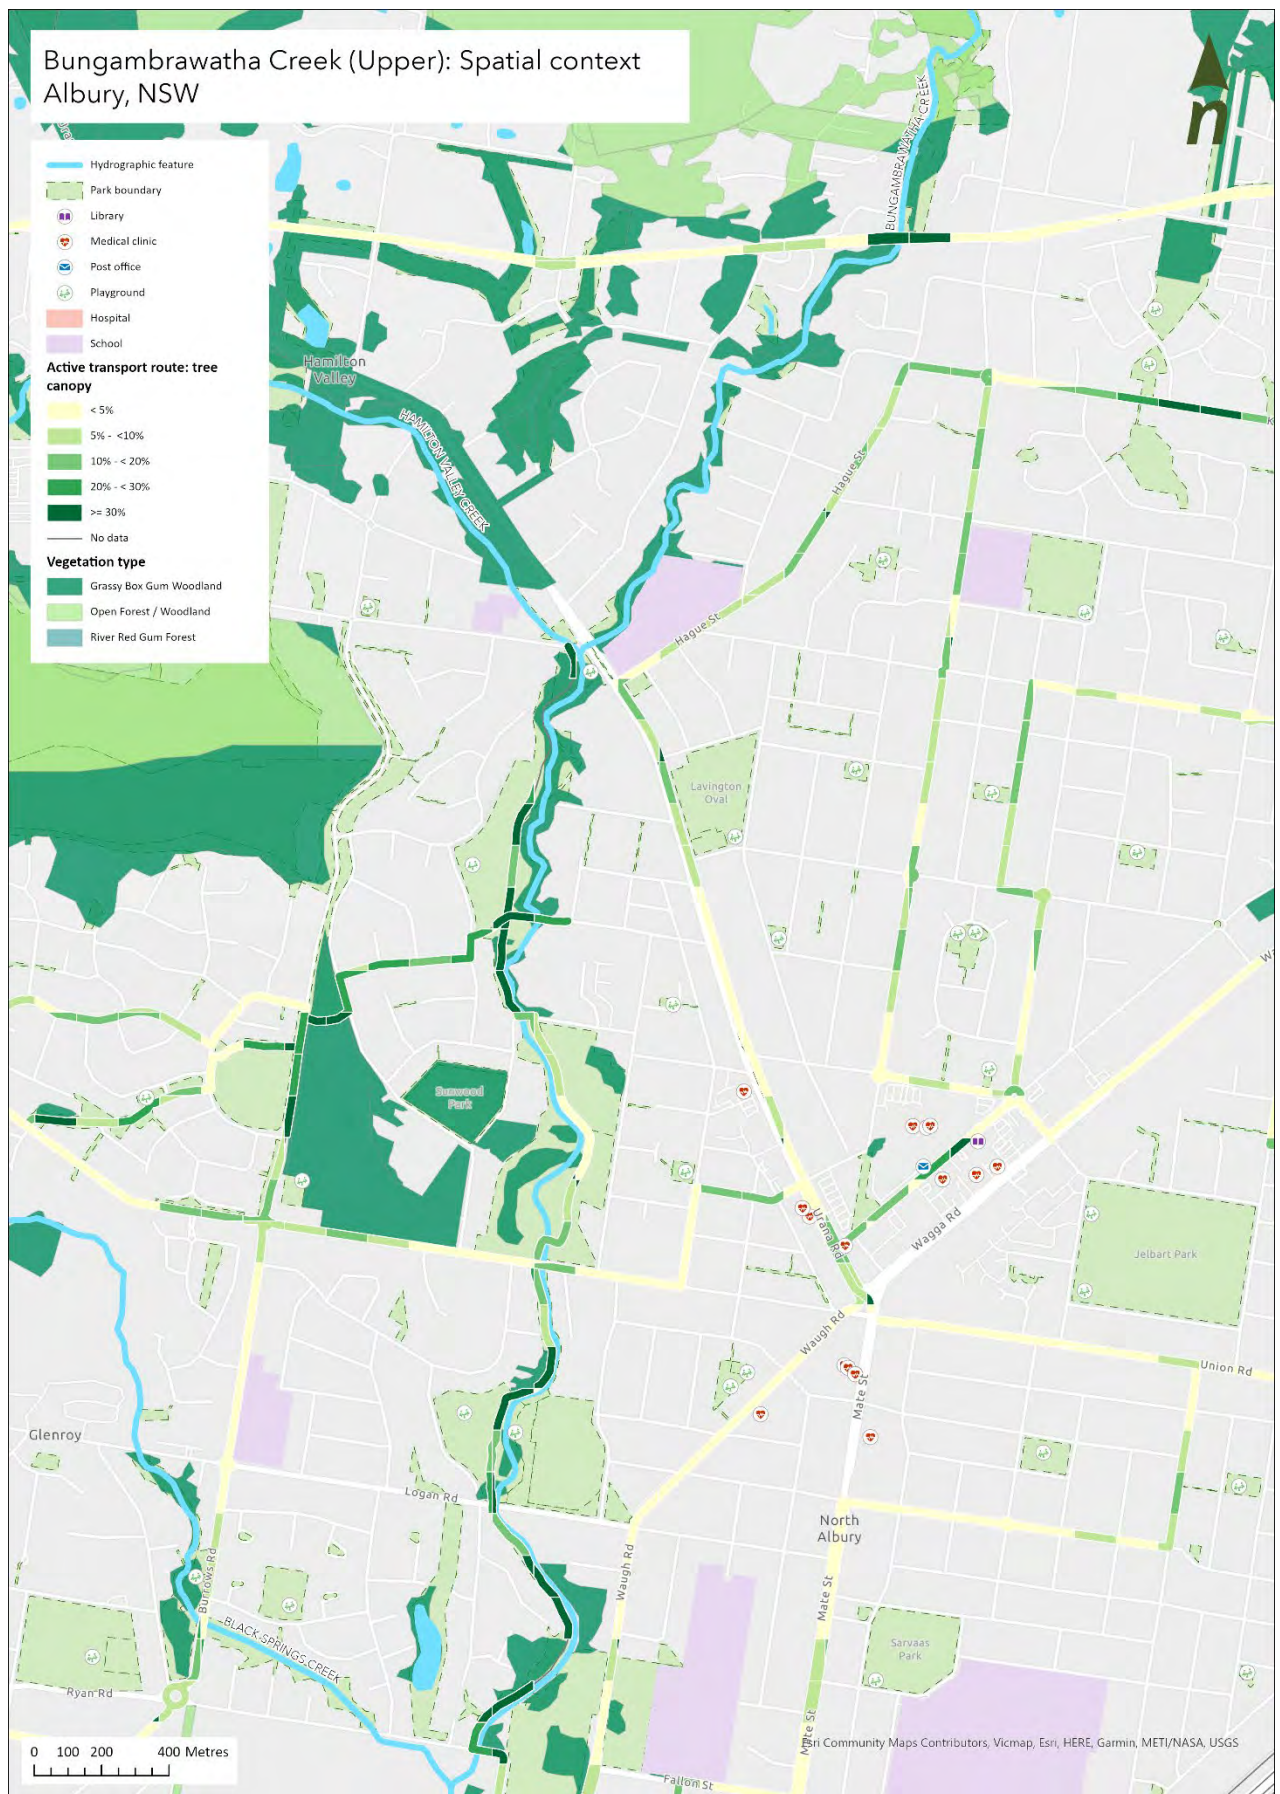 Bungambrawatha Creek (Upper): Spatial context
Albury, NSW
n
Hydrographic feature
Park boundary
Library
Medical clinic
Post office
Playground
Hospital
School
Active transport route: tree
canopy
< 5%
5% - <10%
10% - < 20%
20% - < 30%
>= 30%
No data
Vegetation type
Grassy Box Gum Woodland
Open Forest / Woodland
River Red Gum Forest
BUNGAMBRAWATHA CREEK
Hamilton
Valley
HAMILTON VALLEY CREEK
Hague St
Hague St
Lavington
Oval
Sunwood
Park
Urana Rd
Wagga Rd
Jelbart Park
Waugh Rd
Union Rd
Mate St
Glenroy
Logan Rd
North
Albury
Burrows Rd
Waugh Rd
Mate St
BLACK SPRINGS CREEK
Sarvaas
Park
Ryan Rd
Mate St
Esri Community Maps Contributors, Vicmap, Esri, HERE, Garmin, METI/NASA, USGS
0 100 200 400 Metres
Fallon St